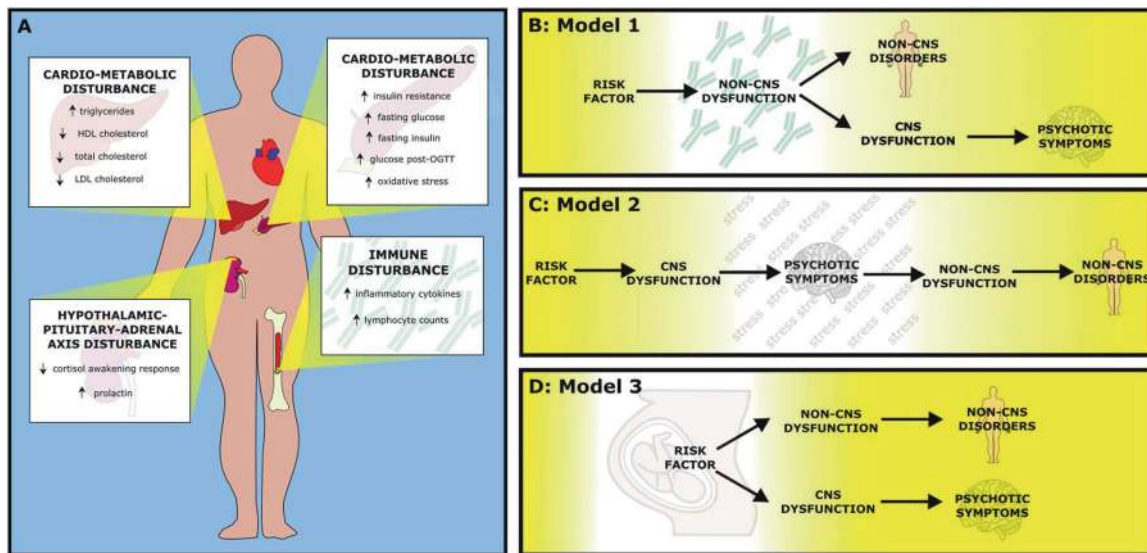 A
CARDIO-METABOLIC
DISTURBANCE
↑ triglycerides
↓ HDL cholesterol
↓ total cholesterol
↓ LDL cholesterol
CARDIO-METABOLIC
DISTURBANCE
↑ insulin resistance
↑ fasting glucose
↑ fasting insulin
↑ glucose post-OGTT
↑ oxidative stress
HYPOTHALAMIC-
PITUITARY-ADRENAL
AXIS DISTURBANCE
↓ cortisol awakening response
↑ prolactin
IMMUNE
DISTURBANCE
↑ inflammatory cytokines
↑ lymphocyte counts
B: Model 1
RISK
FACTOR
NON-CNS
DYSFUNCTION
NON-CNS
DISORDERS
CNS
DYSFUNCTION
PSYCHOTIC
SYMPTOMS
C: Model 2
RISK
FACTOR
CNS
DYSFUNCTION
stress stress stress
PSYCHOTIC
SYMPTOMS
NON-CNS
DYSFUNCTION
NON-CNS
DISORDERS
D: Model 3
RISK
FACTOR
NON-CNS
DYSFUNCTION
NON-CNS
DISORDERS
CNS
DYSFUNCTION
PSYCHOTIC
SYMPTOMS